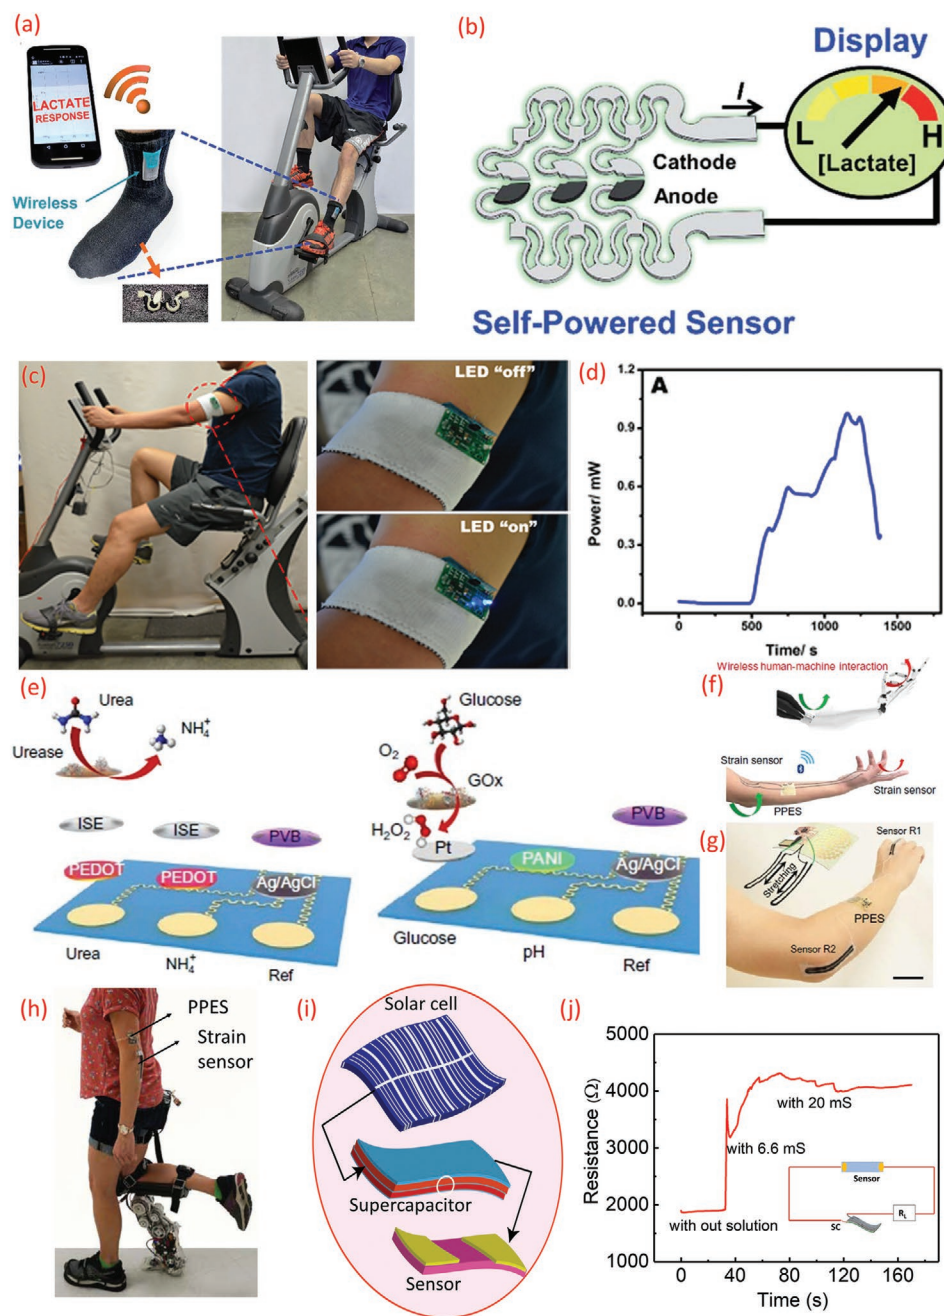 (a)
LACTATE
RESPONSE
Wireless
Device
(b)
Display
I
L
H
[Lactate]
Cathode
Anode
Self-Powered Sensor
(c)
LED “off”
LED “on”
(d)
A
1.2
0.9
0.6
0.3
0.0
Power/ mW
0
500
1000
1500
Time/ s
(e)
Urea
NH₄⁺
Urease
ISE
ISE
PVB
PEDOT
PEDOT
Ag/AgCl
Urea
NH₄⁺
Ref
Glucose
O₂
GOx
H₂O₂
Pt
PVB
PANI
Ag/AgCl
Glucose
pH
Ref
Wireless human-machine interaction
(f)
Strain sensor
Strain sensor
PPES
(g)
Sensor R1
Stretching
PPES
Sensor R2
(h)
PPES
Strain
sensor
(i)
Solar cell
Supercapacitor
Sensor
(j)
5000
4000
3000
2000
1000
Resistance (Ω)
with 20 mS
with 6.6 mS
with out solution
Sensor
SC
R_L
0
40
80
120
160
Time (s)